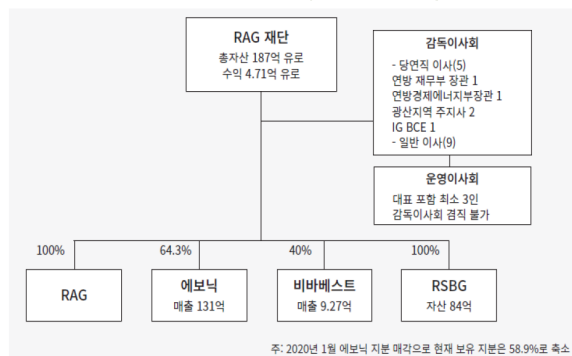 RAG 재단
총자산 187억 유로
수익 4.71억 유로
감독이사회
- 당연직 이사(5)
연방 재무부 장관 1
연방경제에너지부장관 1
광산지역 주지사 2
IG BCE 1
- 일반 이사(9)
운영이사회
대표 포함 최소 3인
감독이사회 겸직 불가
100%
64.3%
40%
100%
RAG
에보닉
매출 131억
비바베스트
매출 9.27억
RSBG
자산 84억
주: 2020년 1월 에보닉 지분 매각으로 현재 보유 지분은 58.9%로 축소